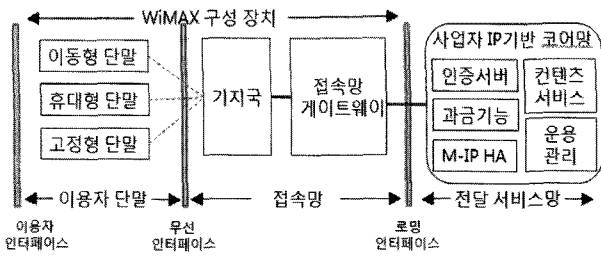 WiMAX 구성 장치
이동형 단말
휴대형 단말
고정형 단말
기지국
접속망
게이트웨이
사업자 IP기반 코어망
인증서버
과금기능
M-IP HA
컨텐츠
서비스
운용
관리
이용자 단말
접속망
전달 서비스망
이용자
인터페이스
무선
인터페이스
로밍
인터페이스